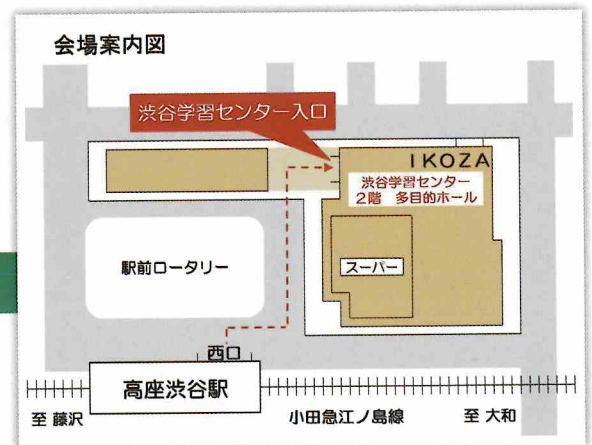 会場案内図
渋谷学習センター入口
IKOZA
渋谷学習センター
2階 多目的ホール
駅前ロータリー
スーパー
西口
高座渋谷駅
至 藤沢
小田急江ノ島線
至 大和